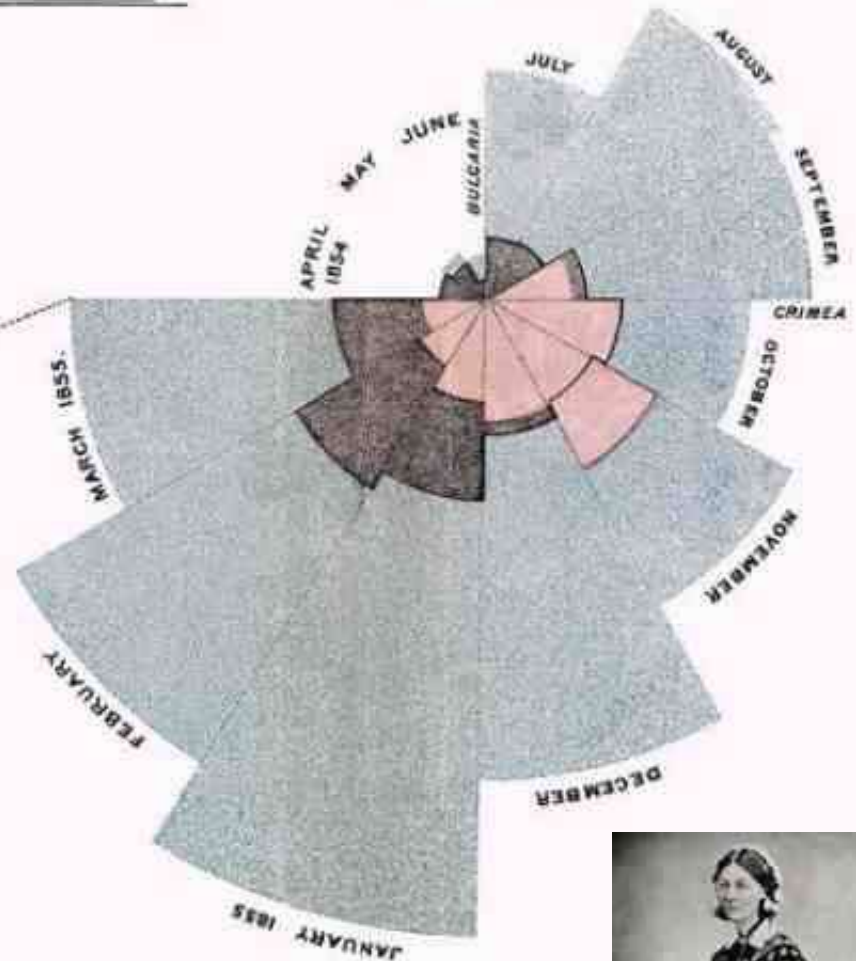 APRIL
1854
MAY
JUNE
BULGARIA
JULY
AUGUST
SEPTEMBER
CRIMEA
OCTOBER
NOVEMBER
DECEMBER
JANUARY 1855
FEBRUARY
MARCH 1855.